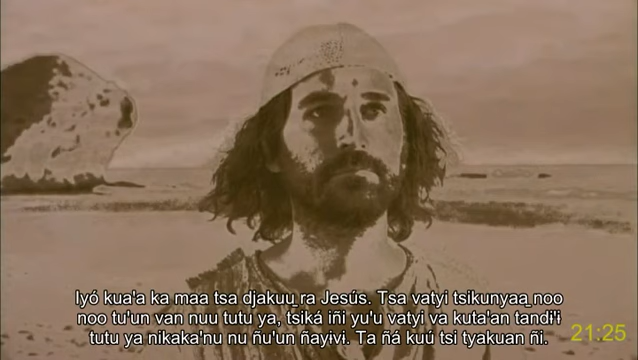 Iyó kua'a ka maa tsa djakuu̱ ra Jesús. Tsa vatyi tsikunyaa̱ noo
noo tu'un van nuu tutu ya, tsiká iñi yu'u vatyi va kuta'an tandɨ'ɨ
tutu ya nikaka'nu nu ñu'un ñayɨvɨ. Ta ñá kuú tsi tyakuan ñi.
21:25